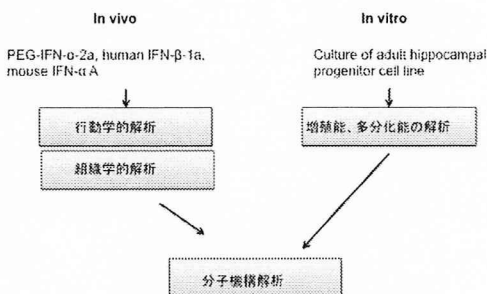 In vivo
PEG-IFN-α-2a, human IFN-β-1a,
mouse IFN-α A
行動学的解析
組織学的解析
In vitro
Culture of adult hippocampal
progenitor cell line
増殖能、多分化能の解析
分子機構解析